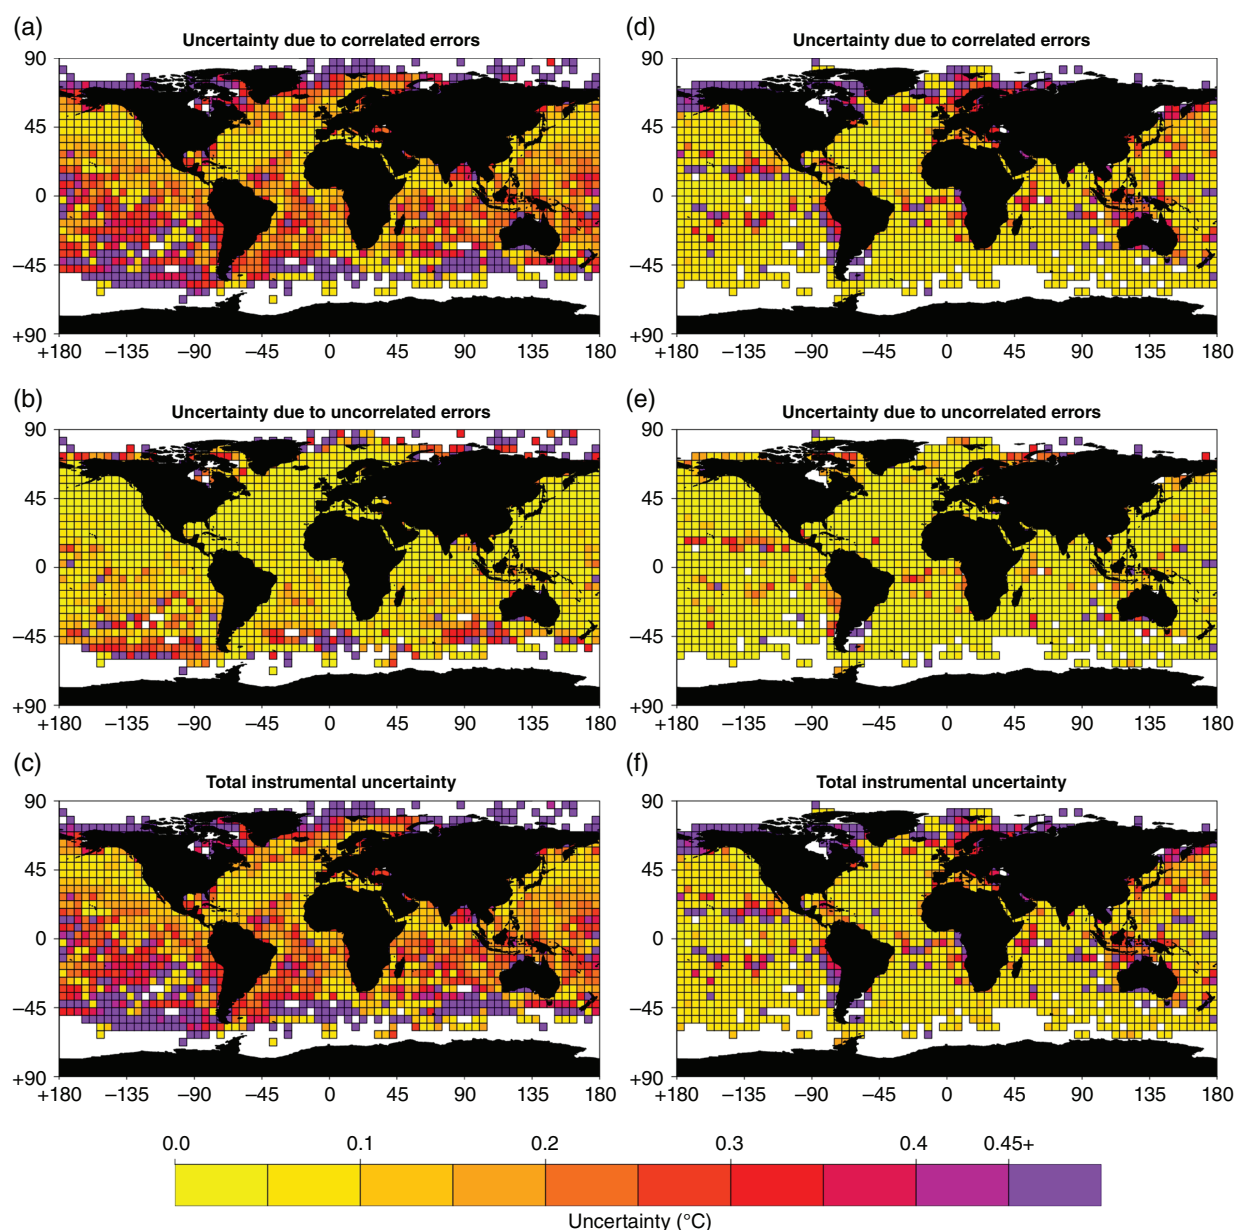 (a)
Uncertainty due to correlated errors
90
45
0
−45
+90
+180 −135 −90 −45 0 45 90 135 180
(d)
Uncertainty due to correlated errors
90
45
0
−45
+90
+180 −135 −90 −45 0 45 90 135 180
(b)
Uncertainty due to uncorrelated errors
90
45
0
−45
+90
+180 −135 −90 −45 0 45 90 135 180
(e)
Uncertainty due to uncorrelated errors
90
45
0
−45
+90
+180 −135 −90 −45 0 45 90 135 180
(c)
Total instrumental uncertainty
90
45
0
−45
+90
+180 −135 −90 −45 0 45 90 135 180
(f)
Total instrumental uncertainty
90
45
0
−45
+90
+180 −135 −90 −45 0 45 90 135 180
0.0 0.1 0.2 0.3 0.4 0.45+
Uncertainty (°C)